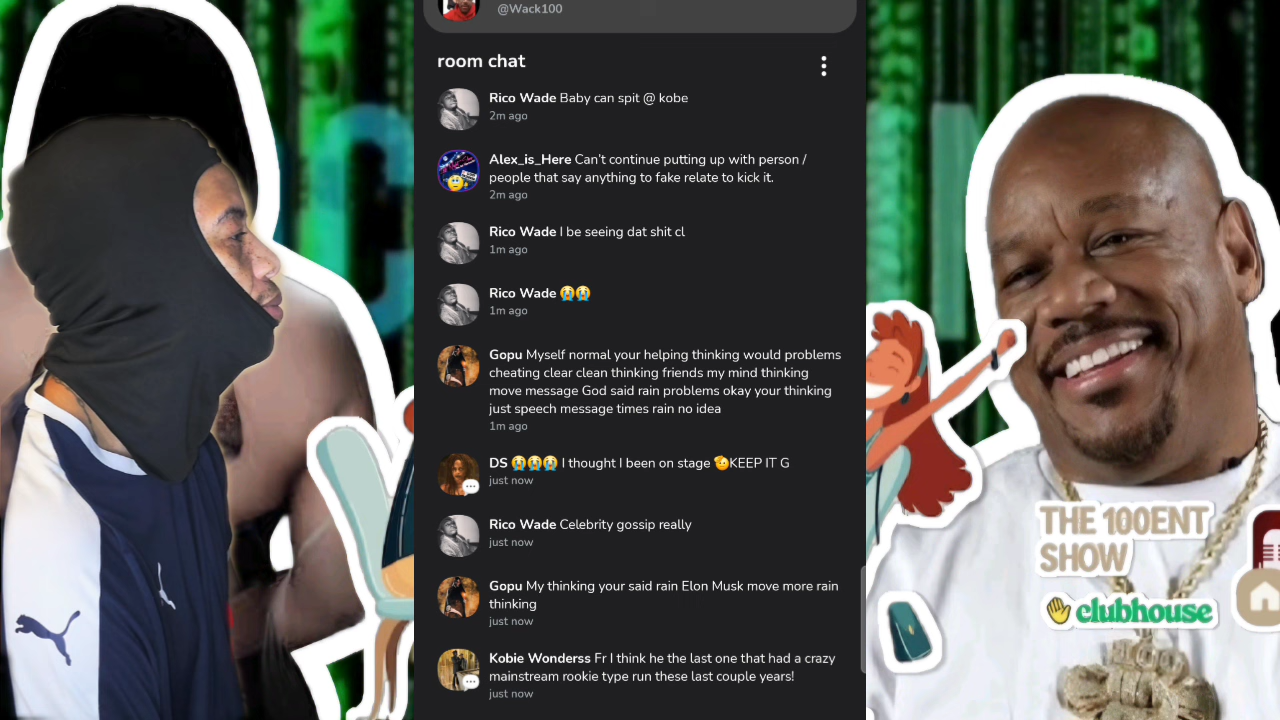 @Wack100
room chat
Rico Wade Baby can spit @ kobe
2m ago
Alex_is_Here Can't continue putting up with person /
people that say anything to fake relate to kick it.
2m ago
Rico Wade I be seeing dat shit cl
1m ago
Rico Wade 😭😭
1m ago
Gopu Myself normal your helping thinking would problems
cheating clear clean thinking friends my mind thinking
move message God said rain problems okay your thinking
just speech message times rain no idea
1m ago
DS 😭😭😭 I thought I been on stage 🫡KEEP IT G
just now
Rico Wade Celebrity gossip really
just now
Gopu My thinking your said rain Elon Musk move more rain
thinking
just now
Kobie Wonderss Fr I think he the last one that had a crazy
mainstream rookie type run these last couple years!
just now
THE 100ENT
SHOW
👋 clubhouse